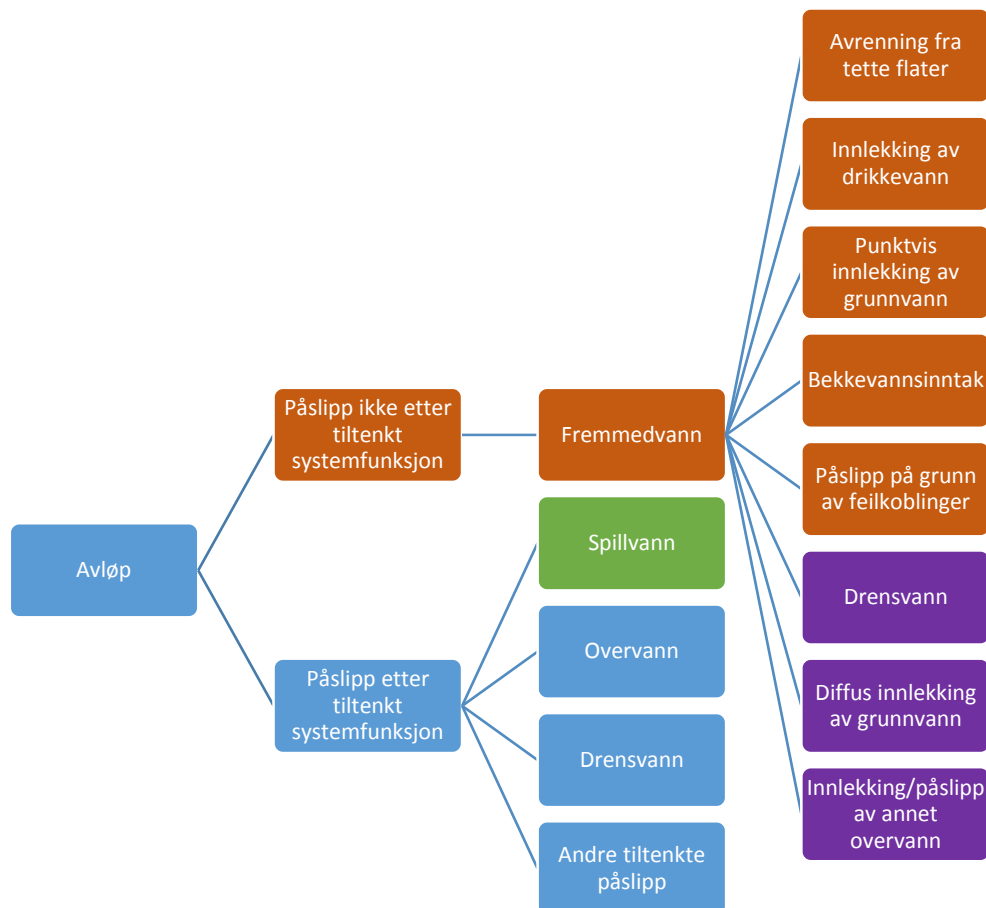 Avløp
Påslipp ikke etter
tiltenkt
systemfunksjon
Påslipp etter
tiltenkt
systemfunksjon
Fremmedvann
Spillvann
Overvann
Drensvann
Andre tiltenkte
påslipp
Avrenning fra
tette flater
Innlekking av
drikkevann
Punktvis
innlekking av
grunnvann
Bekkevannsinntak
Påslipp på grunn
av feilkoblinger
Drensvann
Diffus innlekking
av grunnvann
Innlekking/påslipp
av annet
overvann